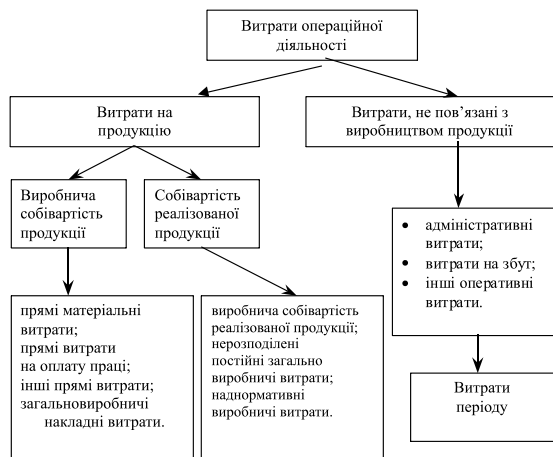 Витрати операційної
діяльності
Витрати на
продукцію
Витрати, не пов’язані з
виробництвом продукції
Виробнича
собівартість
продукції
Собівартість
реалізованої
продукції
• адміністративні
витрати;
• витрати на збут;
• інші оперативні
витрати.
прямі матеріальні
витрати;
прямі витрати
на оплату праці;
інші прямі витрати;
загальновиробничі
накладні витрати.
виробнича собівартість
реалізованої продукції;
нерозподілені
постійні загально
виробничі витрати;
наднормативні
виробничі витрати.
Витрати
періоду